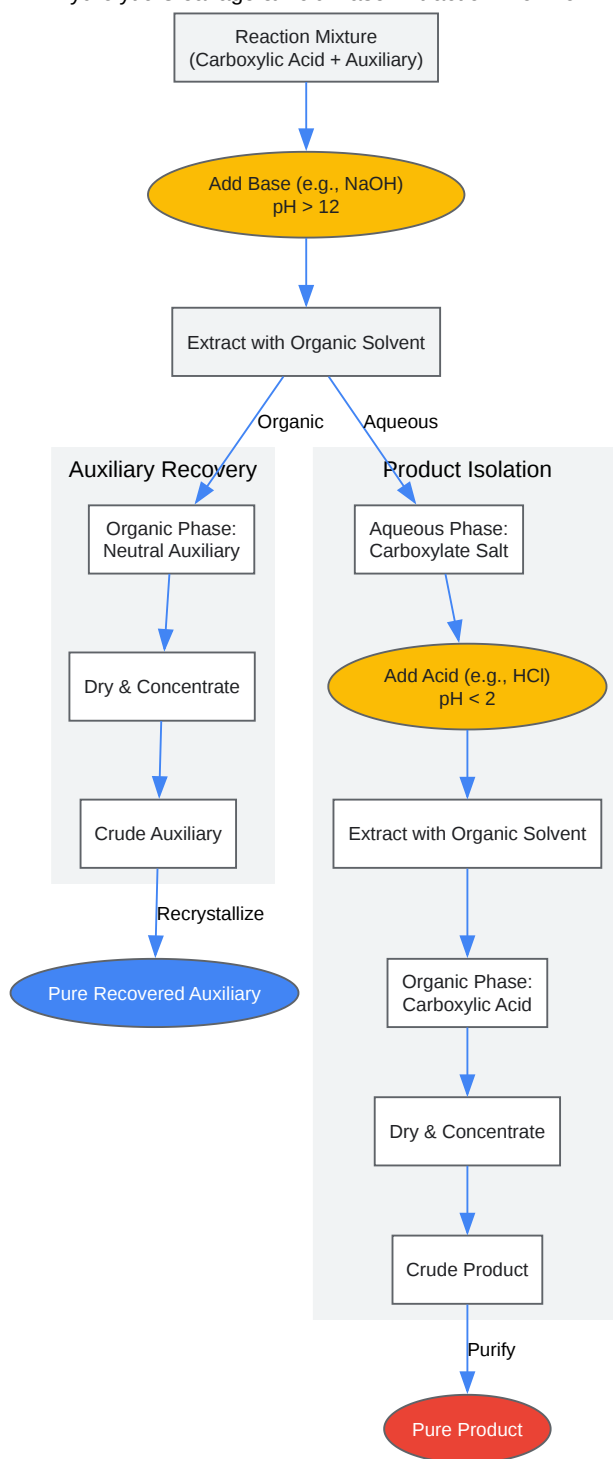 Reaction Mixture
(Carboxylic Acid + Auxiliary)
Add Base (e.g., NaOH)
pH > 12
Extract with Organic Solvent
Organic
Aqueous
Auxiliary Recovery
Product Isolation
Organic Phase:
Neutral Auxiliary
Aqueous Phase:
Carboxylate Salt
Dry & Concentrate
Add Acid (e.g., HCl)
pH < 2
Crude Auxiliary
Extract with Organic Solvent
Recrystallize
Pure Recovered Auxiliary
Organic Phase:
Carboxylic Acid
Dry & Concentrate
Crude Product
Purify
Pure Product